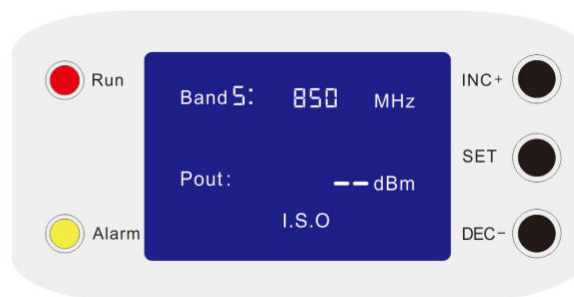 Run
Band 5: 850 MHz
INC+
SET
Pout: -- dBm
I.S.O
Alarm
DEC-